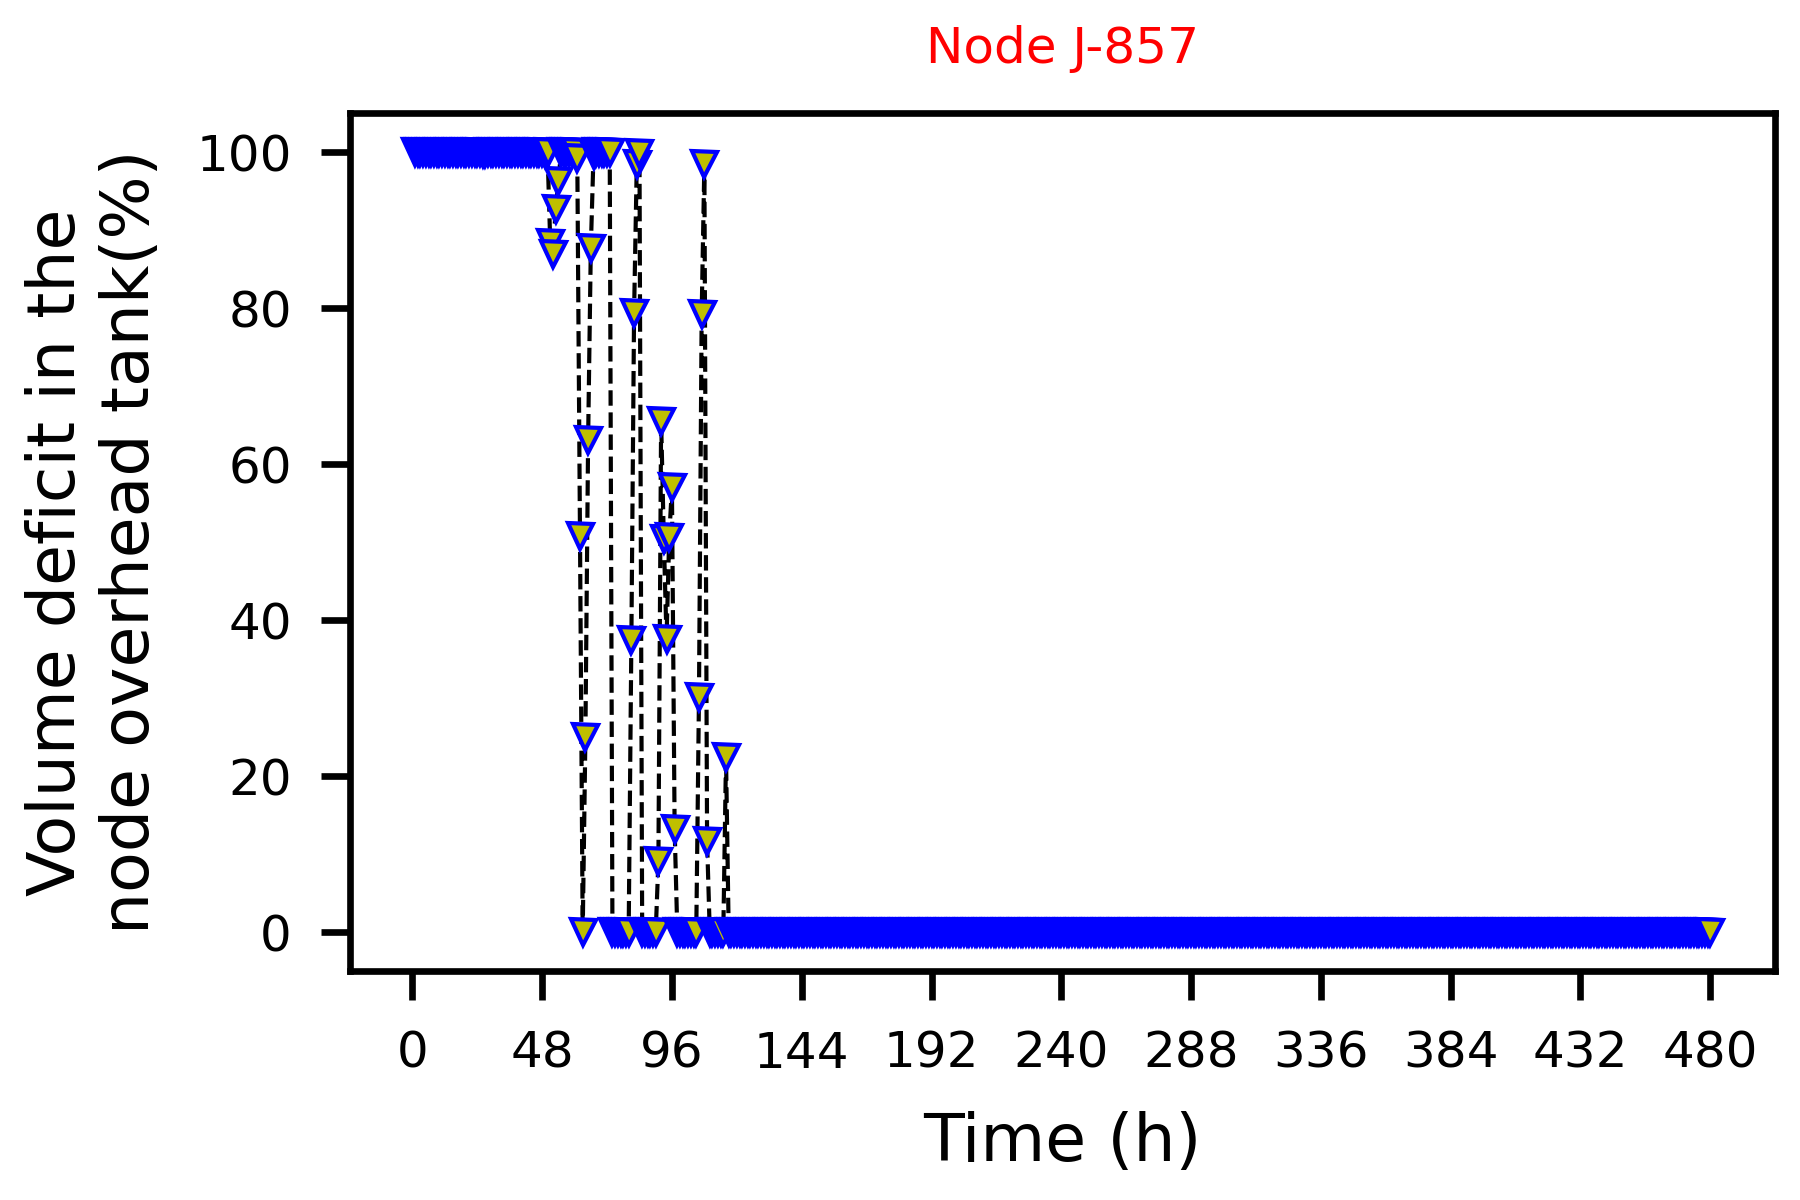 Node J-857
Volume deficit in the
node overhead tank(%)
100
80
60
40
20
0
0 48 96 144 192 240 288 336 384 432 480
Time (h)